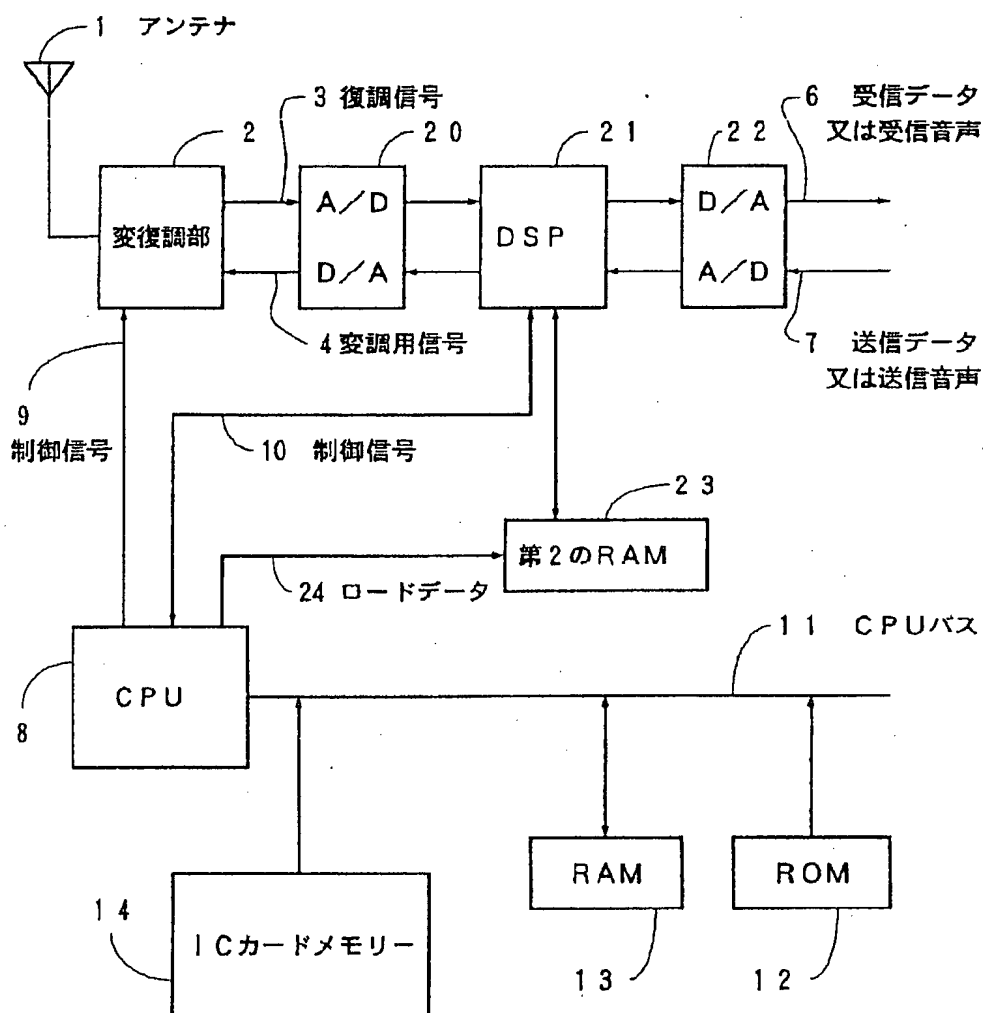 1 アンテナ
3 復調信号
6 受信データ
又は受信音声
2
20
21
22
変復調部
A/D
D/A
DSP
D/A
A/D
4変調用信号
7 送信データ
又は送信音声
9
制御信号
10 制御信号
23
第2のRAM
24 ロードデータ
11 CPUバス
CPU
8
RAM
ROM
14
ICカードメモリー
13
12